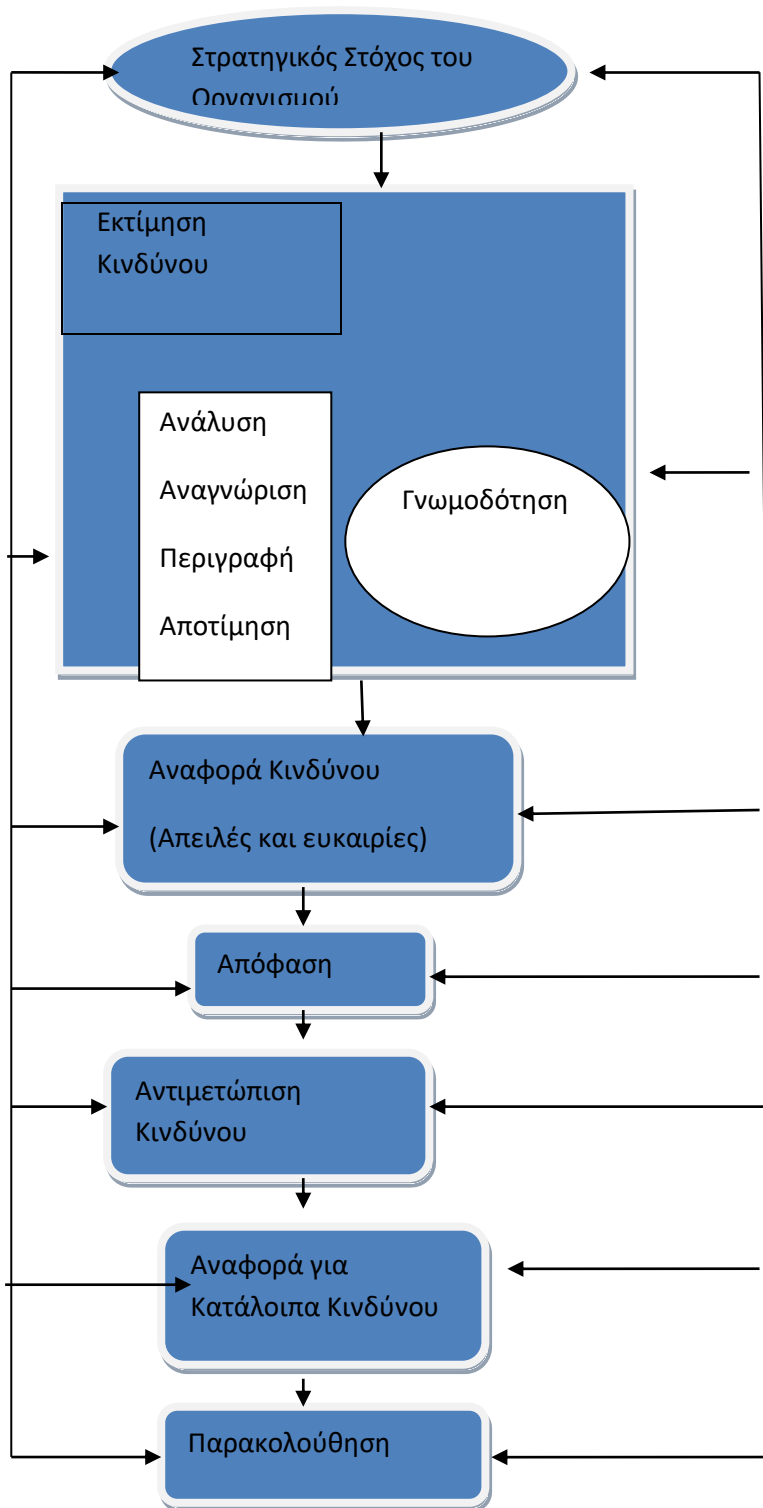 Στρατηγικός Στόχος του
Οργανισμού
Εκτίμηση
Κινδύνου
Ανάλυση
Αναγνώριση
Περιγραφή
Αποτίμηση
Γνωμοδότηση
Αναφορά Κινδύνου
(Απειλές και ευκαιρίες)
Απόφαση
Αντιμετώπιση
Κινδύνου
Αναφορά για
Κατάλοιπα Κινδύνου
Παρακολούθηση